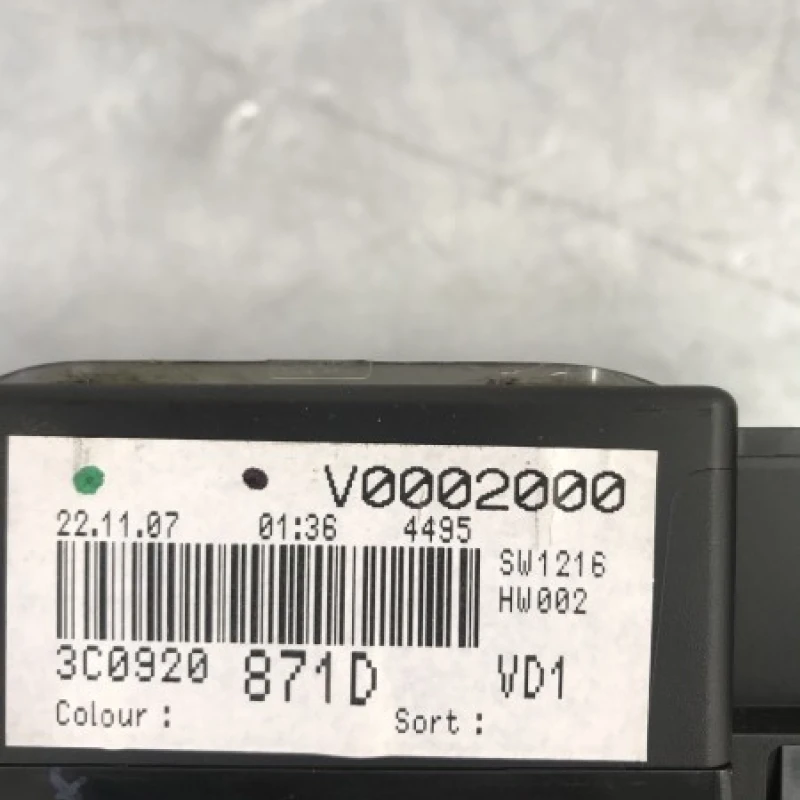 V0002000
22.11.07 01:36 4495
SW1216
HW002
3C0920 871D VD1
Colour : Sort :